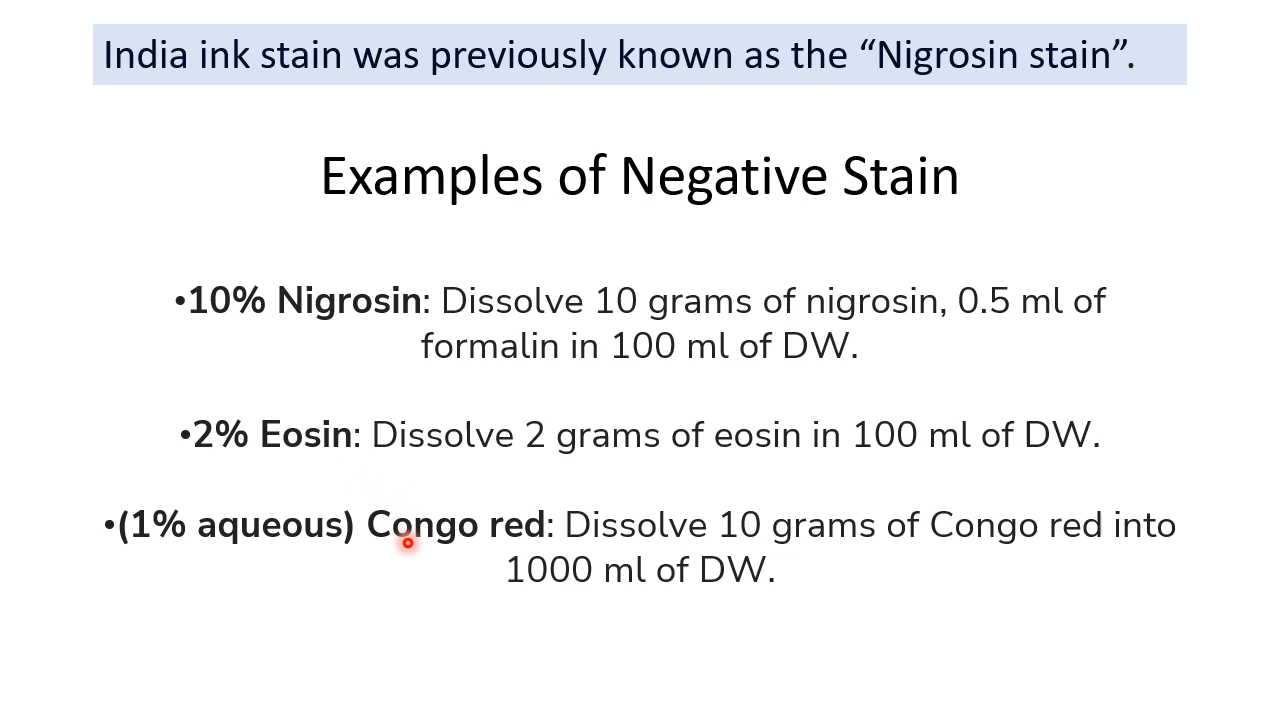 India ink stain was previously known as the “Nigrosin stain”.
Examples of Negative Stain
•10% Nigrosin: Dissolve 10 grams of nigrosin, 0.5 ml of
formalin in 100 ml of DW.
•2% Eosin: Dissolve 2 grams of eosin in 100 ml of DW.
•(1% aqueous) Congo red: Dissolve 10 grams of Congo red into
1000 ml of DW.